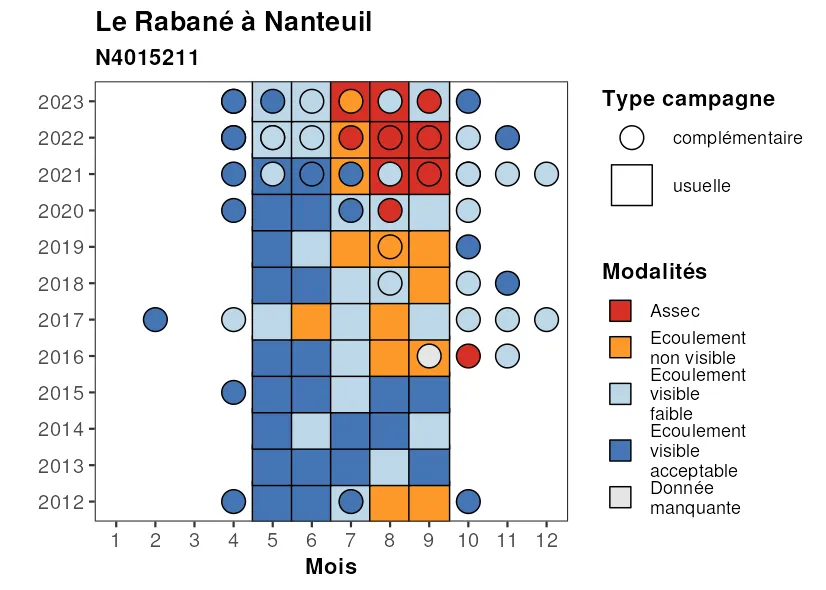 Le Rabané à Nanteuil
N4015211
2023
2022
2021
2020
2019
2018
2017
2016
2015
2014
2013
2012
1 2 3 4 5 6 7 8 9 10 11 12
Mois
Type campagne
complémentaire
usuelle
Modalités
Assec
Ecoulement
non visible
Ecoulement
visible
faible
Ecoulement
visible
acceptable
Donnée
manquante